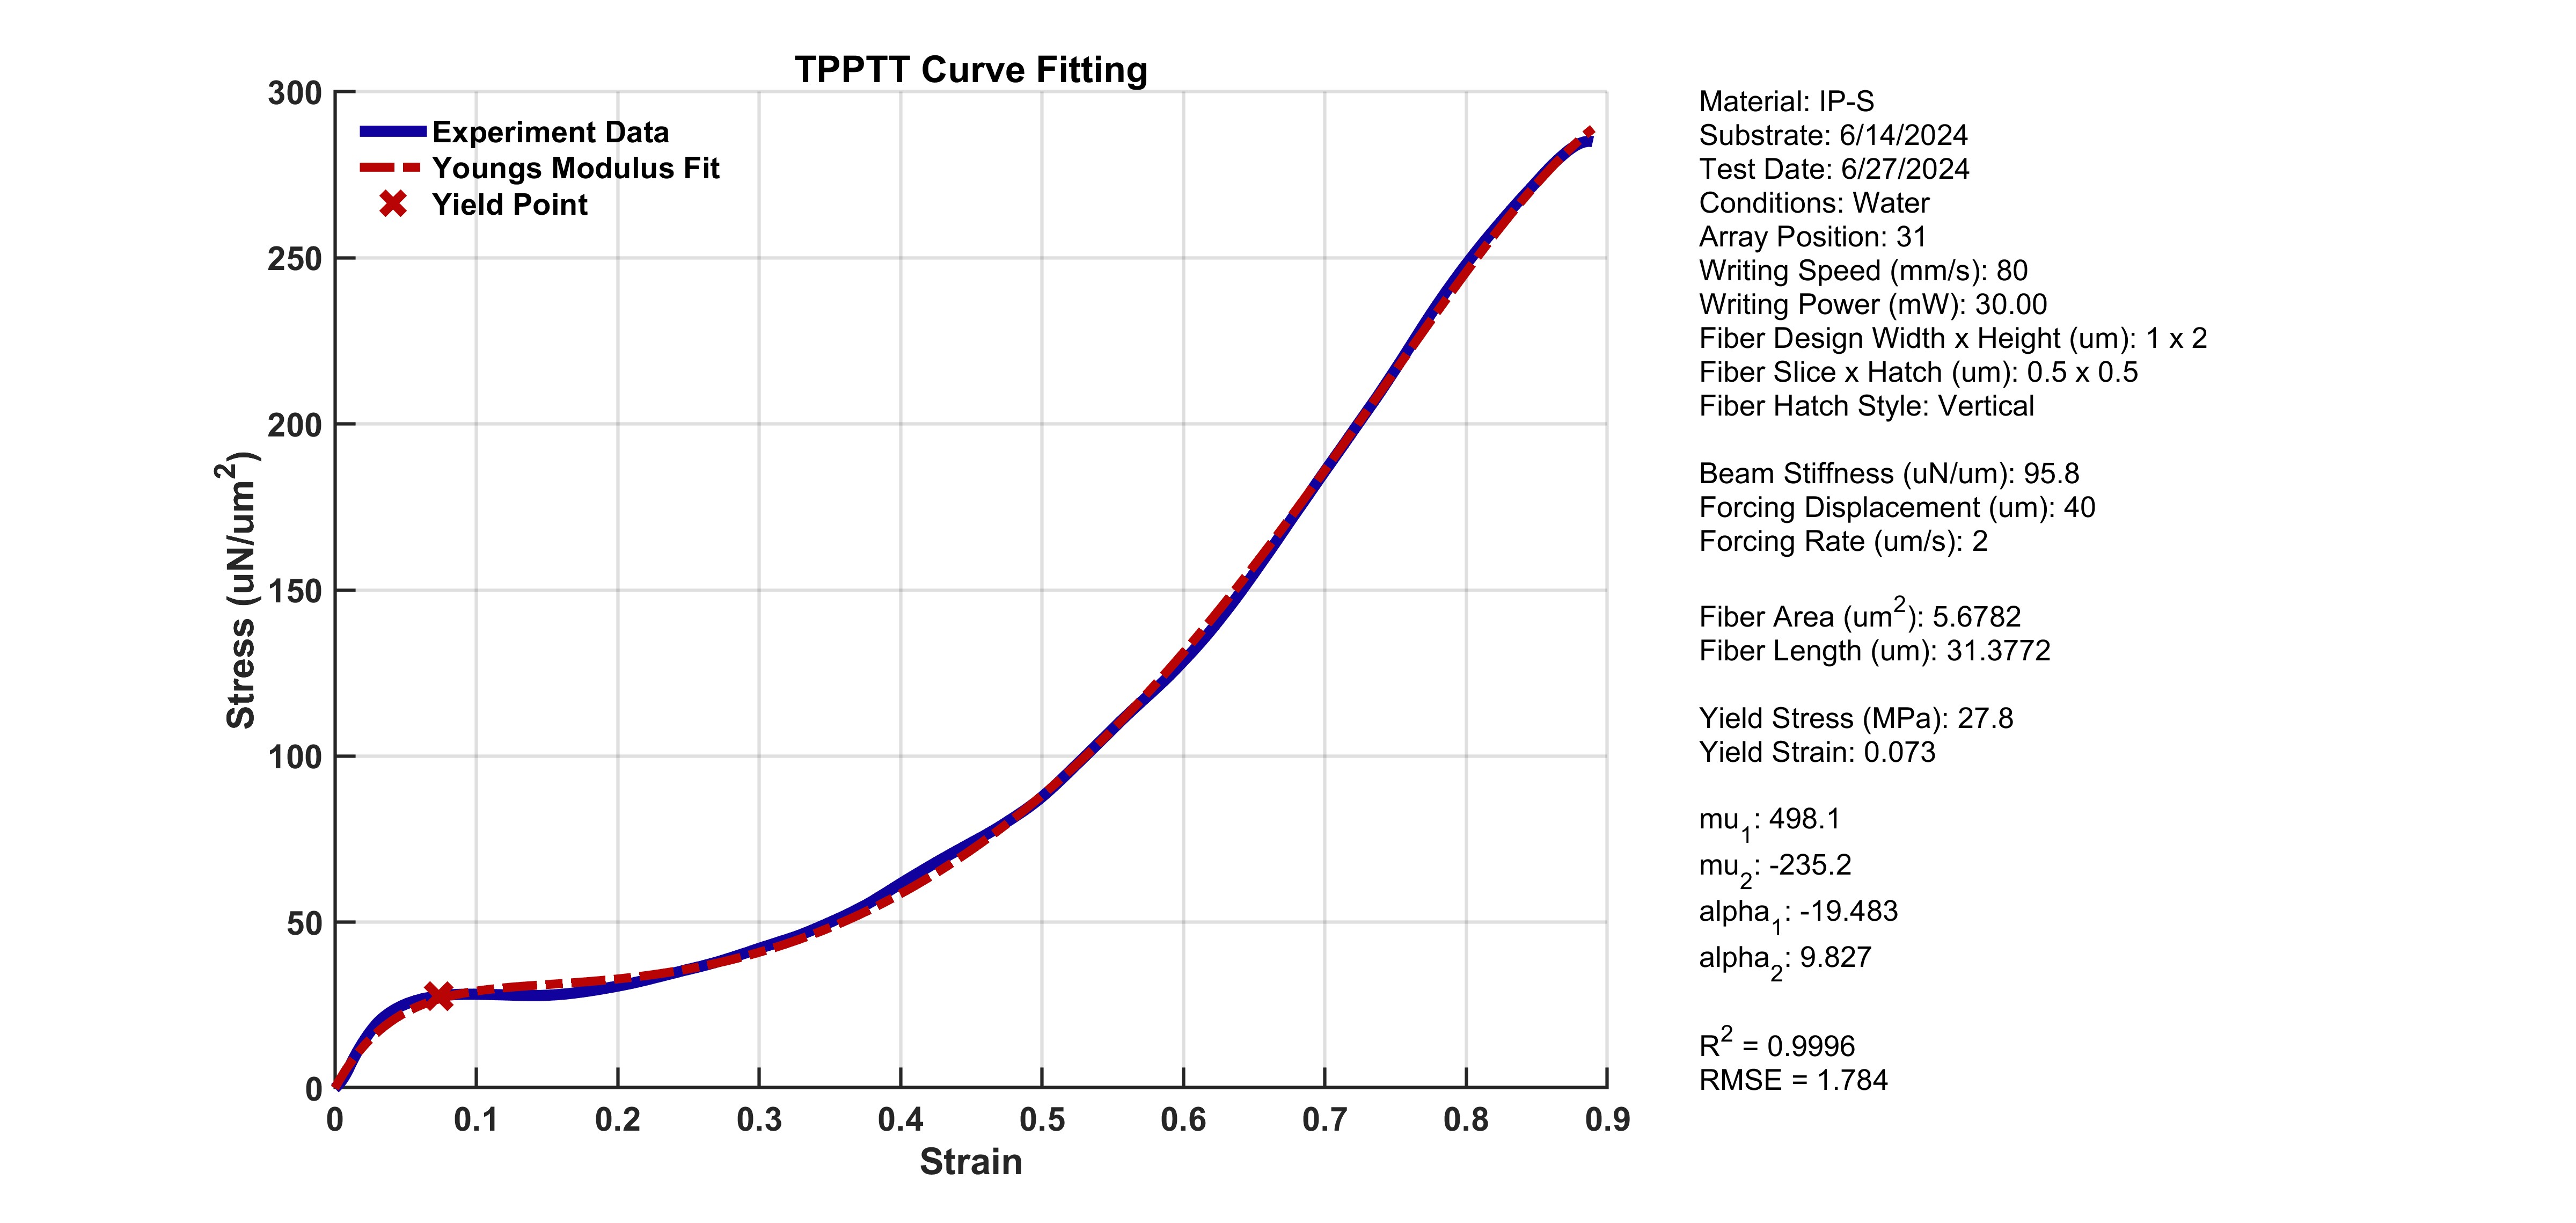 TPPTT Curve Fitting
300
250
200
150
100
50
0
Stress (uN/um²)
Experiment Data
Youngs Modulus Fit
Yield Point
0 0.1 0.2 0.3 0.4 0.5 0.6 0.7 0.8 0.9
Strain
Material: IP-S
Substrate: 6/14/2024
Test Date: 6/27/2024
Conditions: Water
Array Position: 31
Writing Speed (mm/s): 80
Writing Power (mW): 30.00
Fiber Design Width x Height (um): 1 x 2
Fiber Slice x Hatch (um): 0.5 x 0.5
Fiber Hatch Style: Vertical
Beam Stiffness (uN/um): 95.8
Forcing Displacement (um): 40
Forcing Rate (um/s): 2
Fiber Area (um²): 5.6782
Fiber Length (um): 31.3772
Yield Stress (MPa): 27.8
Yield Strain: 0.073
mu₁: 498.1
mu₂: -235.2
alpha₁: -19.483
alpha₂: 9.827
R² = 0.9996
RMSE = 1.784